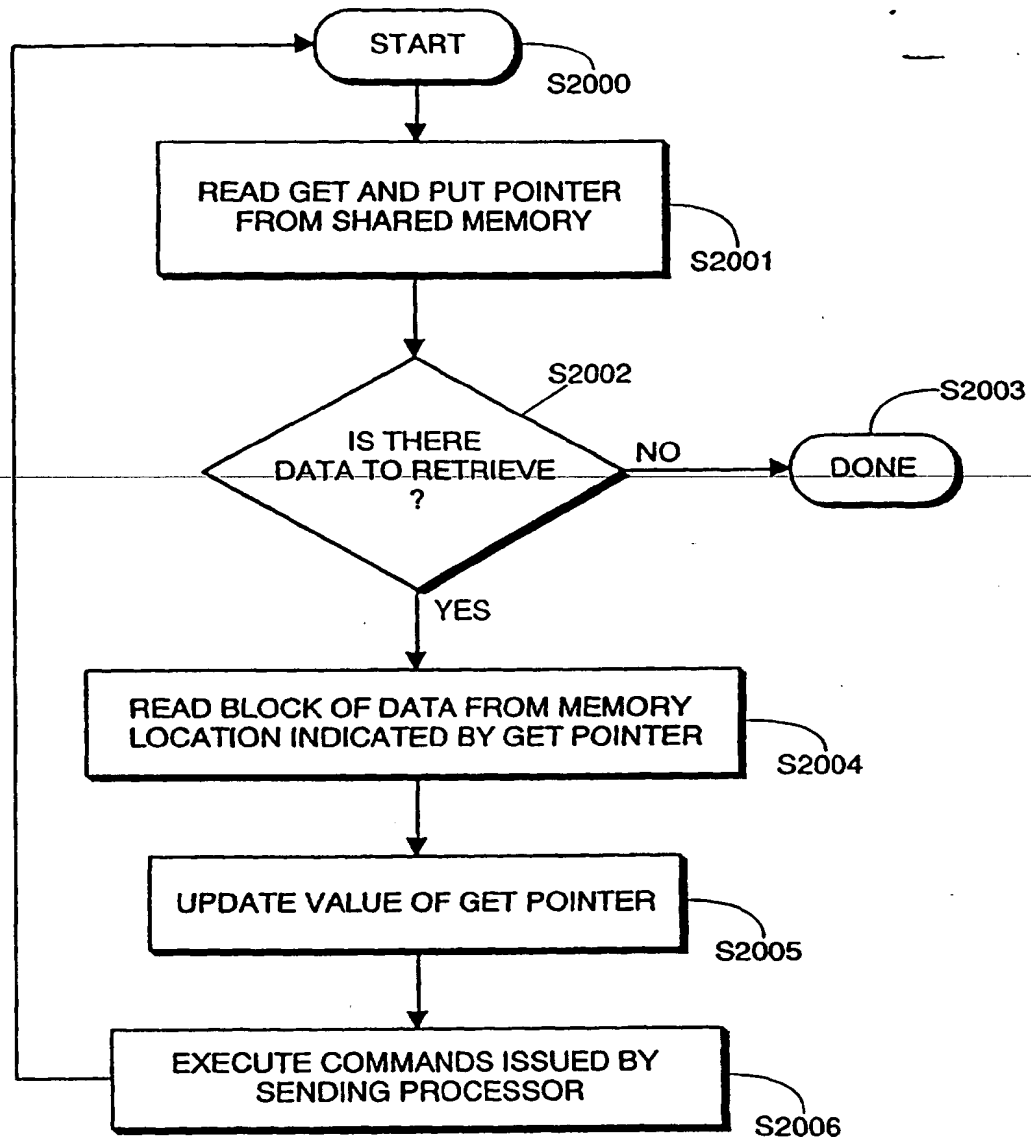 START
S2000
READ GET AND PUT POINTER
FROM SHARED MEMORY
S2001
S2002
IS THERE
DATA TO RETRIEVE
?
NO
S2003
DONE
YES
READ BLOCK OF DATA FROM MEMORY
LOCATION INDICATED BY GET POINTER
S2004
UPDATE VALUE OF GET POINTER
S2005
EXECUTE COMMANDS ISSUED BY
SENDING PROCESSOR
S2006